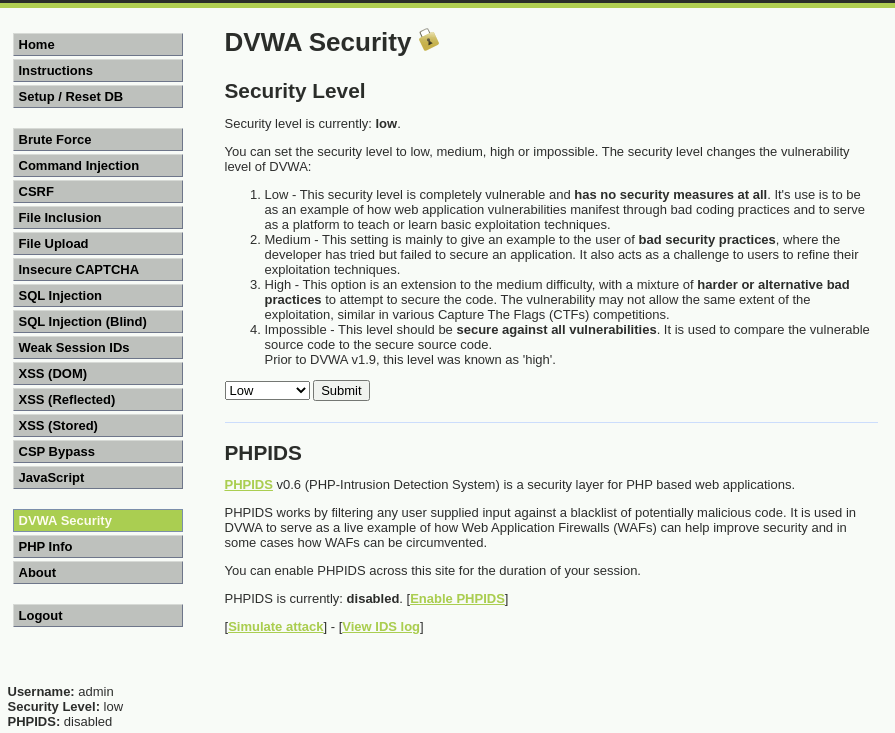 Home
Instructions
Setup / Reset DB
Brute Force
Command Injection
CSRF
File Inclusion
File Upload
Insecure CAPTCHA
SQL Injection
SQL Injection (Blind)
Weak Session IDs
XSS (DOM)
XSS (Reflected)
XSS (Stored)
CSP Bypass
JavaScript
DVWA Security
PHP Info
About
Logout
Username: admin
Security Level: low
PHPIDS: disabled
DVWA Security
1
Security Level
Security level is currently: low.
You can set the security level to low, medium, high or impossible. The security level changes the vulnerability
level of DVWA:
1. Low - This security level is completely vulnerable and has no security measures at all. It's use is to be
as an example of how web application vulnerabilities manifest through bad coding practices and to serve
as a platform to teach or learn basic exploitation techniques.
2. Medium - This setting is mainly to give an example to the user of bad security practices, where the
developer has tried but failed to secure an application. It also acts as a challenge to users to refine their
exploitation techniques.
3. High - This option is an extension to the medium difficulty, with a mixture of harder or alternative bad
practices to attempt to secure the code. The vulnerability may not allow the same extent of the
exploitation, similar in various Capture The Flags (CTFs) competitions.
4. Impossible - This level should be secure against all vulnerabilities. It is used to compare the vulnerable
source code to the secure source code.
Prior to DVWA v1.9, this level was known as 'high'.
Low Submit
PHPIDS
PHPIDS v0.6 (PHP-Intrusion Detection System) is a security layer for PHP based web applications.
PHPIDS works by filtering any user supplied input against a blacklist of potentially malicious code. It is used in
DVWA to serve as a live example of how Web Application Firewalls (WAFs) can help improve security and in
some cases how WAFs can be circumvented.
You can enable PHPIDS across this site for the duration of your session.
PHPIDS is currently: disabled. [Enable PHPIDS]
[Simulate attack] - [View IDS log]